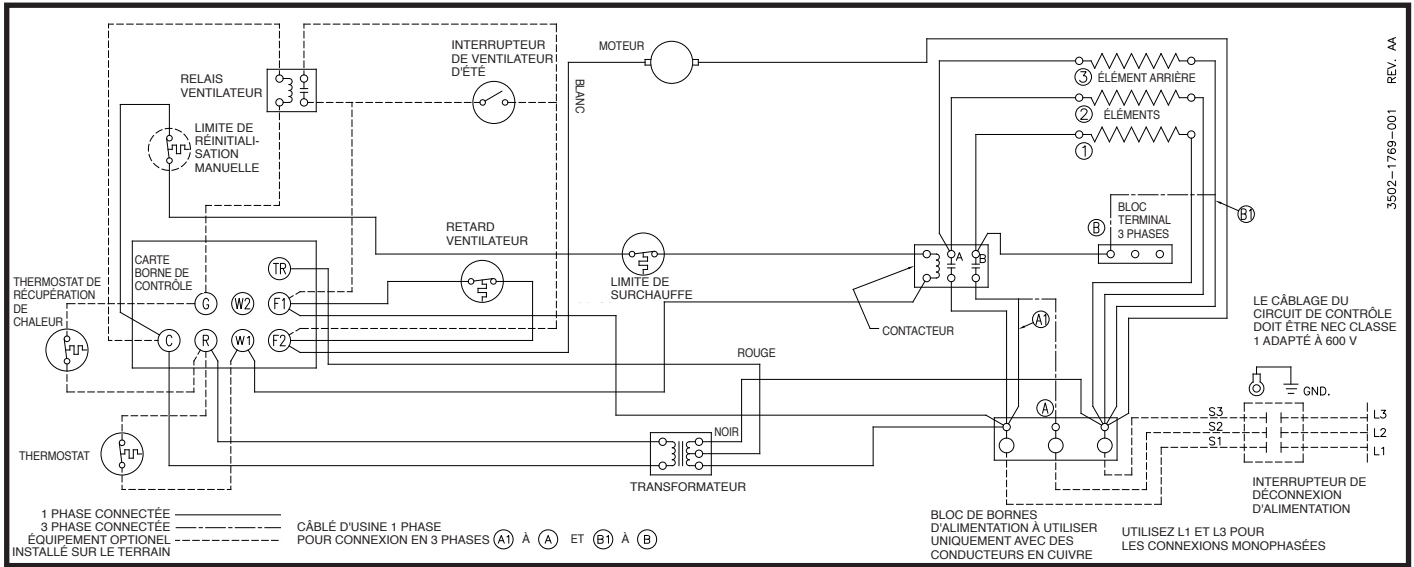 INTERRUPTEUR
DE VENTILATEUR
D'ÉTÉ
MOTEUR
RELAIS
VENTILATEUR
BLANC
LIMITE DE
RÉINITIALI-
SATION
MANUELLE
3 ÉLÉMENT ARRIÈRE
2 ÉLÉMENTS
1
3502-1769-001 REV. AA
RETARD
VENTILATEUR
B
BLOC
TERMINAL
3 PHASES
B1
CARTE
BORNE DE
CONTRÔLE
TR
A
B
LIMITE DE
SURCHAUFFE
THERMOSTAT DE
RÉCUPÉRATION
DE
CHALEUR
G
W2
F1
C
R
W1
F2
CONTACTEUR
A1
LE CÂBLAGE DU
CIRCUIT DE CONTRÔLE
DOIT ÊTRE NEC CLASSE
1 ADAPTÉ À 600 V
ROUGE
GND.
A
NOIR
S3
S2
S1
L3
L2
L1
THERMOSTAT
TRANSFORMATEUR
INTERRUPTEUR DE
DÉCONNEXION
D'ALIMENTATION
1 PHASE CONNECTÉE
3 PHASE CONNECTÉE
ÉQUIPEMENT OPTIONEL
INSTALLÉ SUR LE TERRAIN
CÂBLÉ D'USINE 1 PHASE
POUR CONNEXION EN 3 PHASES A1 À A ET B1 À B
BLOC DE BORNES
D'ALIMENTATION À UTILISER
UNIQUEMENT AVEC DES
CONDUCTEURS EN CUIVRE
UTILISEZ L1 ET L3 POUR
LES CONNEXIONS MONOPHASÉES